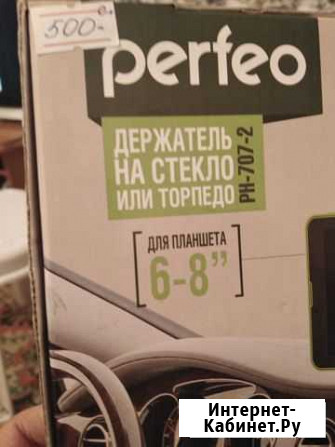 500=
perfeo
ДЕРЖАТЕЛЬ
НА СТЕКЛО
ИЛИ ТОРПЕДО
PH-707-2
ДЛЯ ПЛАНШЕТА
6-8”
Интернет-
Кабинет.Ру